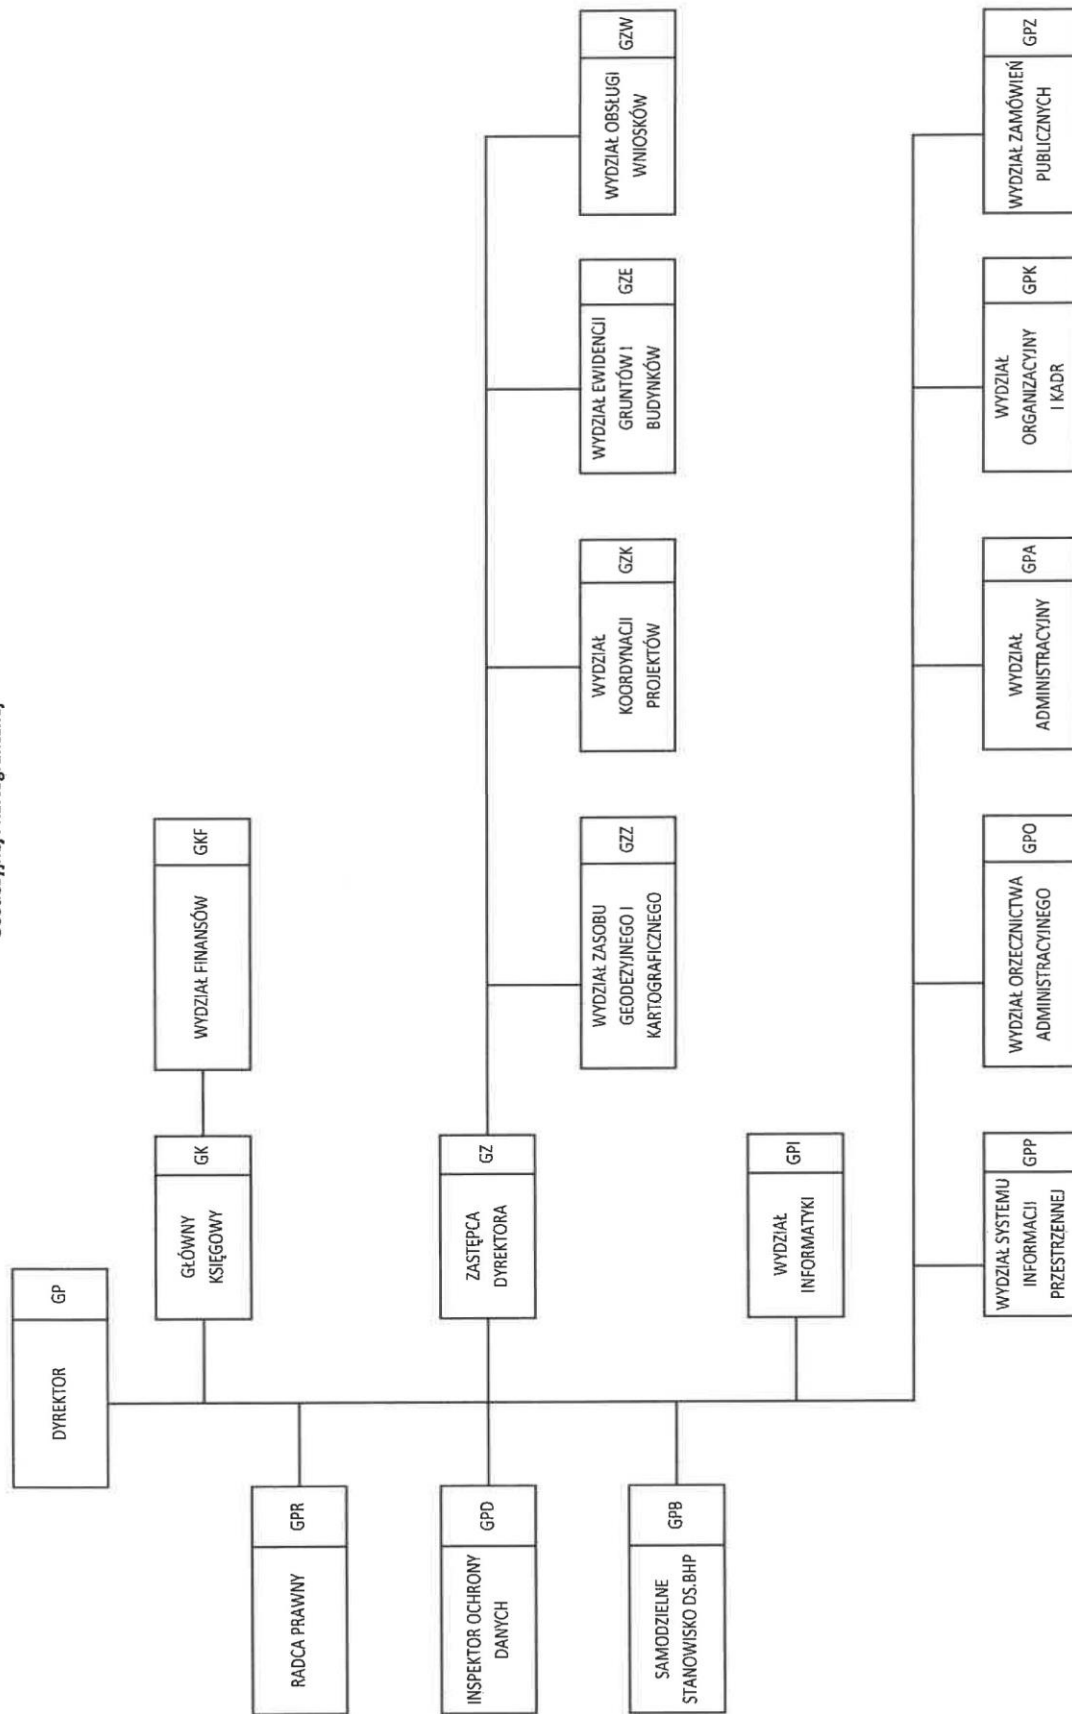 Geodezyjnej i Kartograficznej
DYREKTOR
GP
GŁÓWNY
KSIĘGOWY
GK
WYDZIAŁ FINANSÓW
GKF
RADCA PRAWNY
GPR
INSPEKTOR OCHRONY
DANYCH
GPD
ZASTĘPCA
DYREKTORA
GZ
WYDZIAŁ ZASOBU
GEODEZYJNEGO I
KARTOGRAFICZNEGO
GZZ
WYDZIAŁ
KOORDYNACJI
PROJEKTÓW
GZK
WYDZIAŁ EWIDENCJI
GRUNTÓW I
BUDYNKÓW
GZE
WYDZIAŁ OBSŁUGI
WNIOSKÓW
GZW
SAMODZIELNE
STANOWISKO DS.BHP
GPB
WYDZIAŁ
INFORMATYKI
GPI
WYDZIAŁ SYSTEMU
INFORMACJI
PRZESTRZENNEJ
GPP
WYDZIAŁ ORZECZNICTWA
ADMINISTRACYJNEGO
GPO
WYDZIAŁ
ADMINISTRACYJNY
GPA
WYDZIAŁ
ORGANIZACYJNY
I KADR
GPK
WYDZIAŁ ZAMÓWIEŃ
PUBLICZNYCH
GPZ